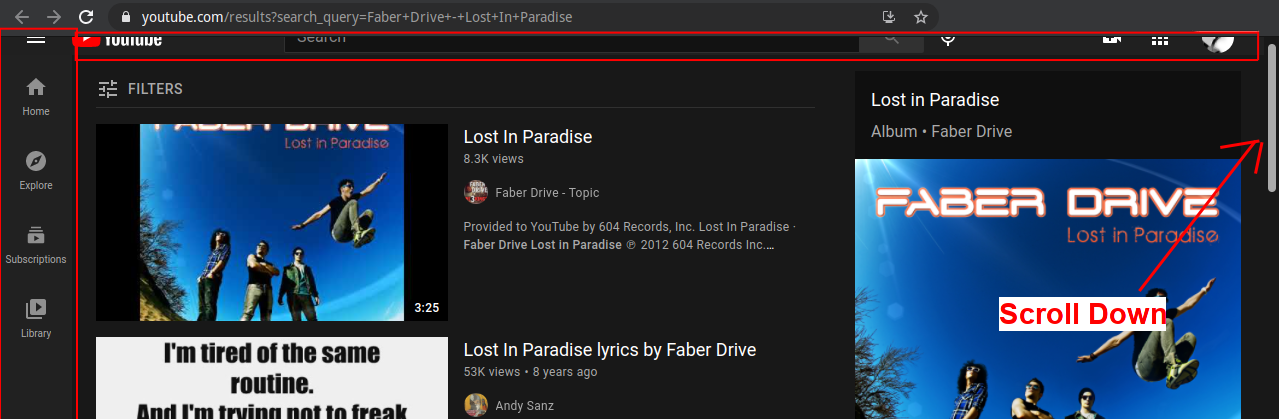 youtube.com/results?search_query=Faber+Drive+-+Lost+In+Paradise
YouTube
Search
Home
Explore
Subscriptions
Library
FILTERS
FABER DRIVE
Lost in Paradise
3:25
Lost In Paradise
8.3K views
Faber Drive - Topic
Provided to YouTube by 604 Records, Inc. Lost In Paradise ·
Faber Drive Lost in Paradise ℗ 2012 604 Records Inc.…
I'm tired of the same
routine.
And I'm trying not to freak
Lost In Paradise lyrics by Faber Drive
53K views • 8 years ago
Andy Sanz
Lost in Paradise
Album • Faber Drive
FABER DRIVE
Lost in Paradise
Scroll Down